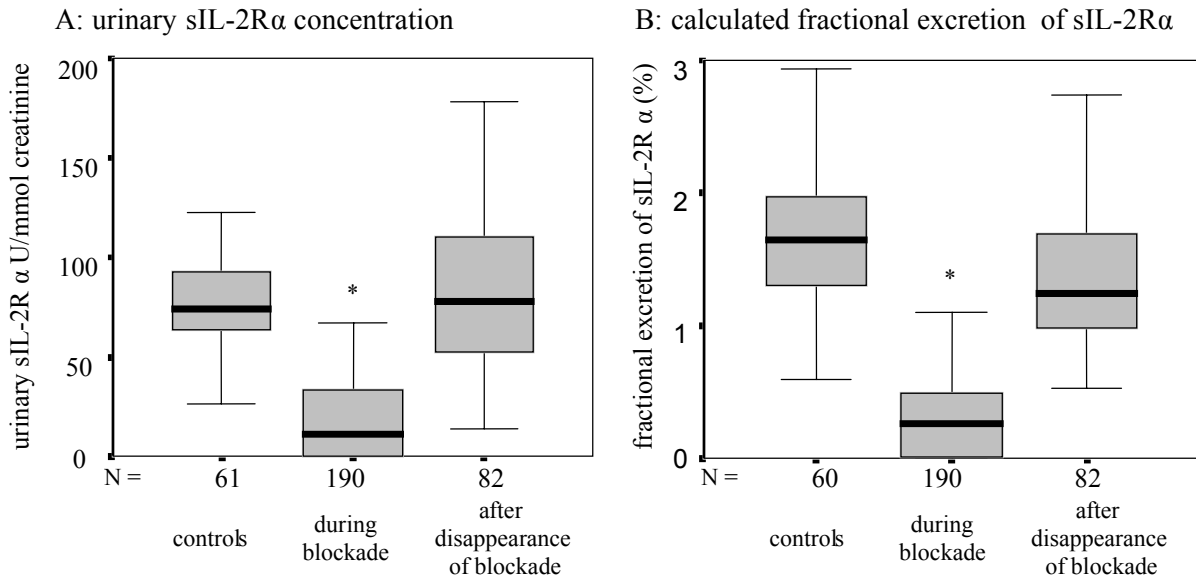 A: urinary sIL-2Rα concentration
urinary sIL-2R α U/mmol creatinine
200
150
100
50
0
*
N =
61
190
82
controls
during
blockade
after
disappearance
of blockade
B: calculated fractional excretion of sIL-2Rα
fractional excretion of sIL-2R α (%)
3
2
1
0
*
N =
60
190
82
controls
during
blockade
after
disappearance
of blockade